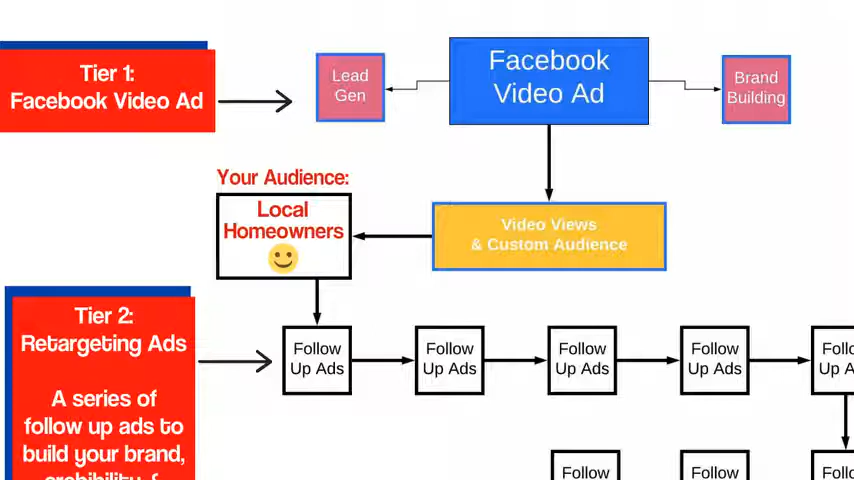 Tier 1:
Facebook Video Ad
Lead
Gen
Facebook
Video Ad
Brand
Building
Your Audience:
Local
Homeowners
Video Views
& Custom Audience
Tier 2:
Retargeting Ads
A series of
follow up ads to
build your brand,
Follow
Up Ads
Follow
Up Ads
Follow
Up Ads
Follow
Up Ads
Follow
Follow